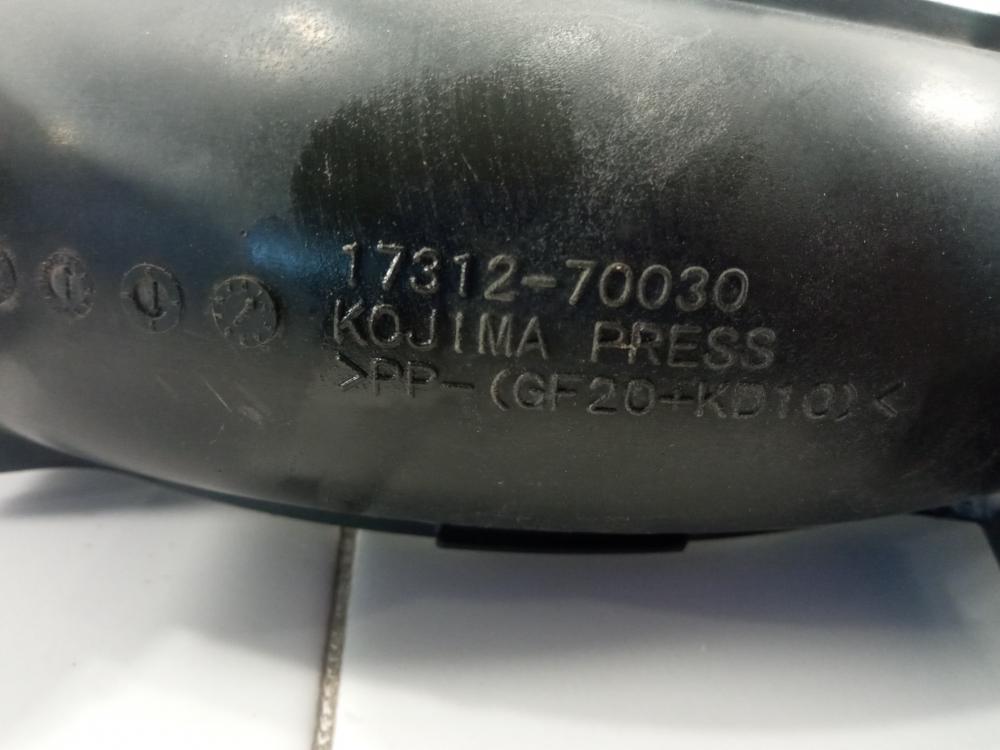 17312-70030
KOJIMA PRESS
>PP-(GF20+KD10)<